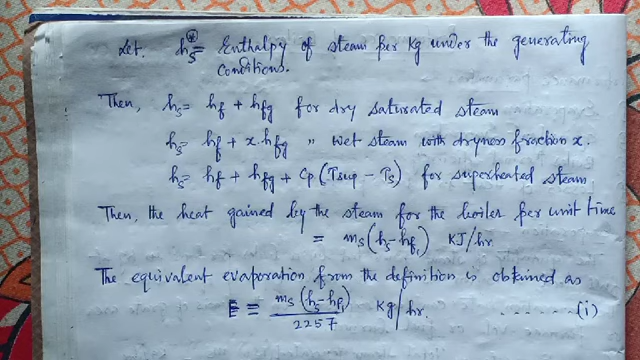 Let. hs = Enthalpy of steam per Kg under the generating
conditions.
Then, hs = hf + hfg for dry saturated steam
hs = hf + x.hfg " wet steam with dryness fraction x.
hs = hf + hfg + Cp (Tsup - Ts) for superheated steam
Then, the heat gained by the steam for the boiler per unit time
= ms (hs - hf1) KJ/hr
The equivalent evaporation from the definition is obtained as
E = ms (hs - hf1) / 2257 Kg/hr. ....... (i)